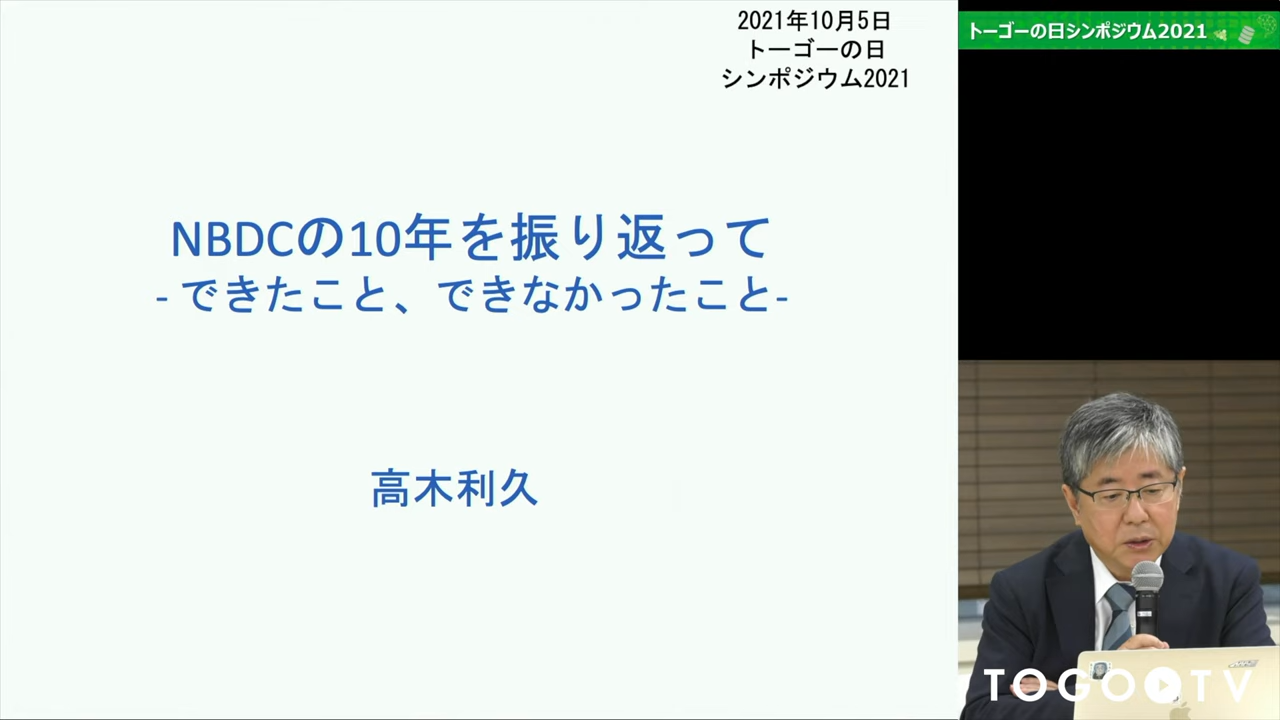 2021年10月5日
トーゴーの日
シンポジウム2021
トーゴーの日シンポジウム2021
NBDCの10年を振り返って
- できたこと、できなかったこと-
高木利久
TOGO TV